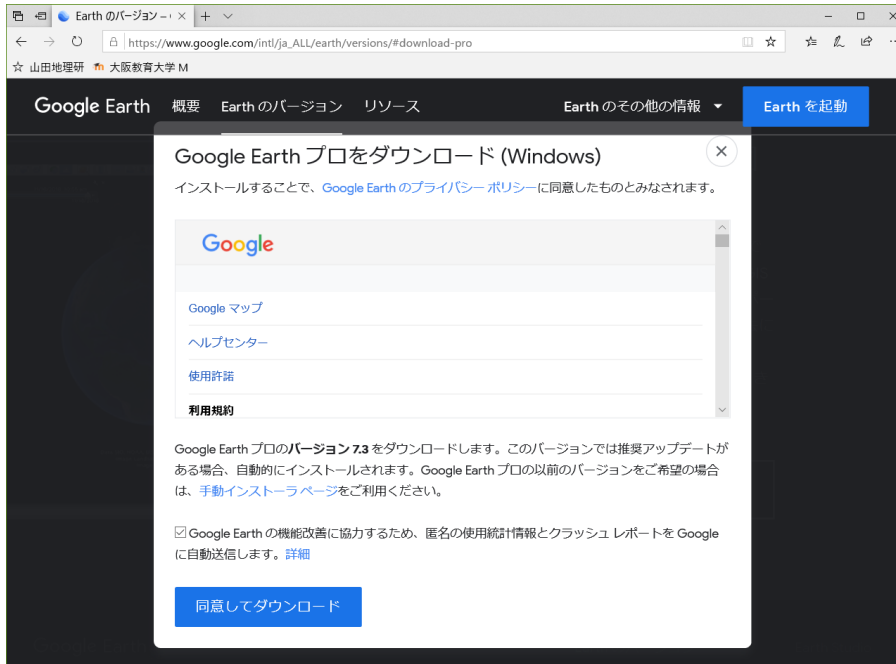 Earth のバージョン –
https://www.google.com/intl/ja_ALL/earth/versions/#download-pro
山田地理研 大阪教育大学 M
Google Earth 概要 Earth のバージョン リソース Earth のその他の情報 Earth を起動
Google Earth プロをダウンロード (Windows)
インストールすることで、Google Earth のプライバシー ポリシーに同意したものとみなされます。
Google
Google マップ
ヘルプセンター
使用許諾
利用規約
Google Earth プロのバージョン 7.3 をダウンロードします。このバージョンでは推奨アップデートが
ある場合、自動的にインストールされます。Google Earth プロの以前のバージョンをご希望の場合
は、手動インストーラ ページをご利用ください。
Google Earth の機能改善に協力するため、匿名の使用統計情報とクラッシュ レポートを Google
に自動送信します。詳細
同意してダウンロード